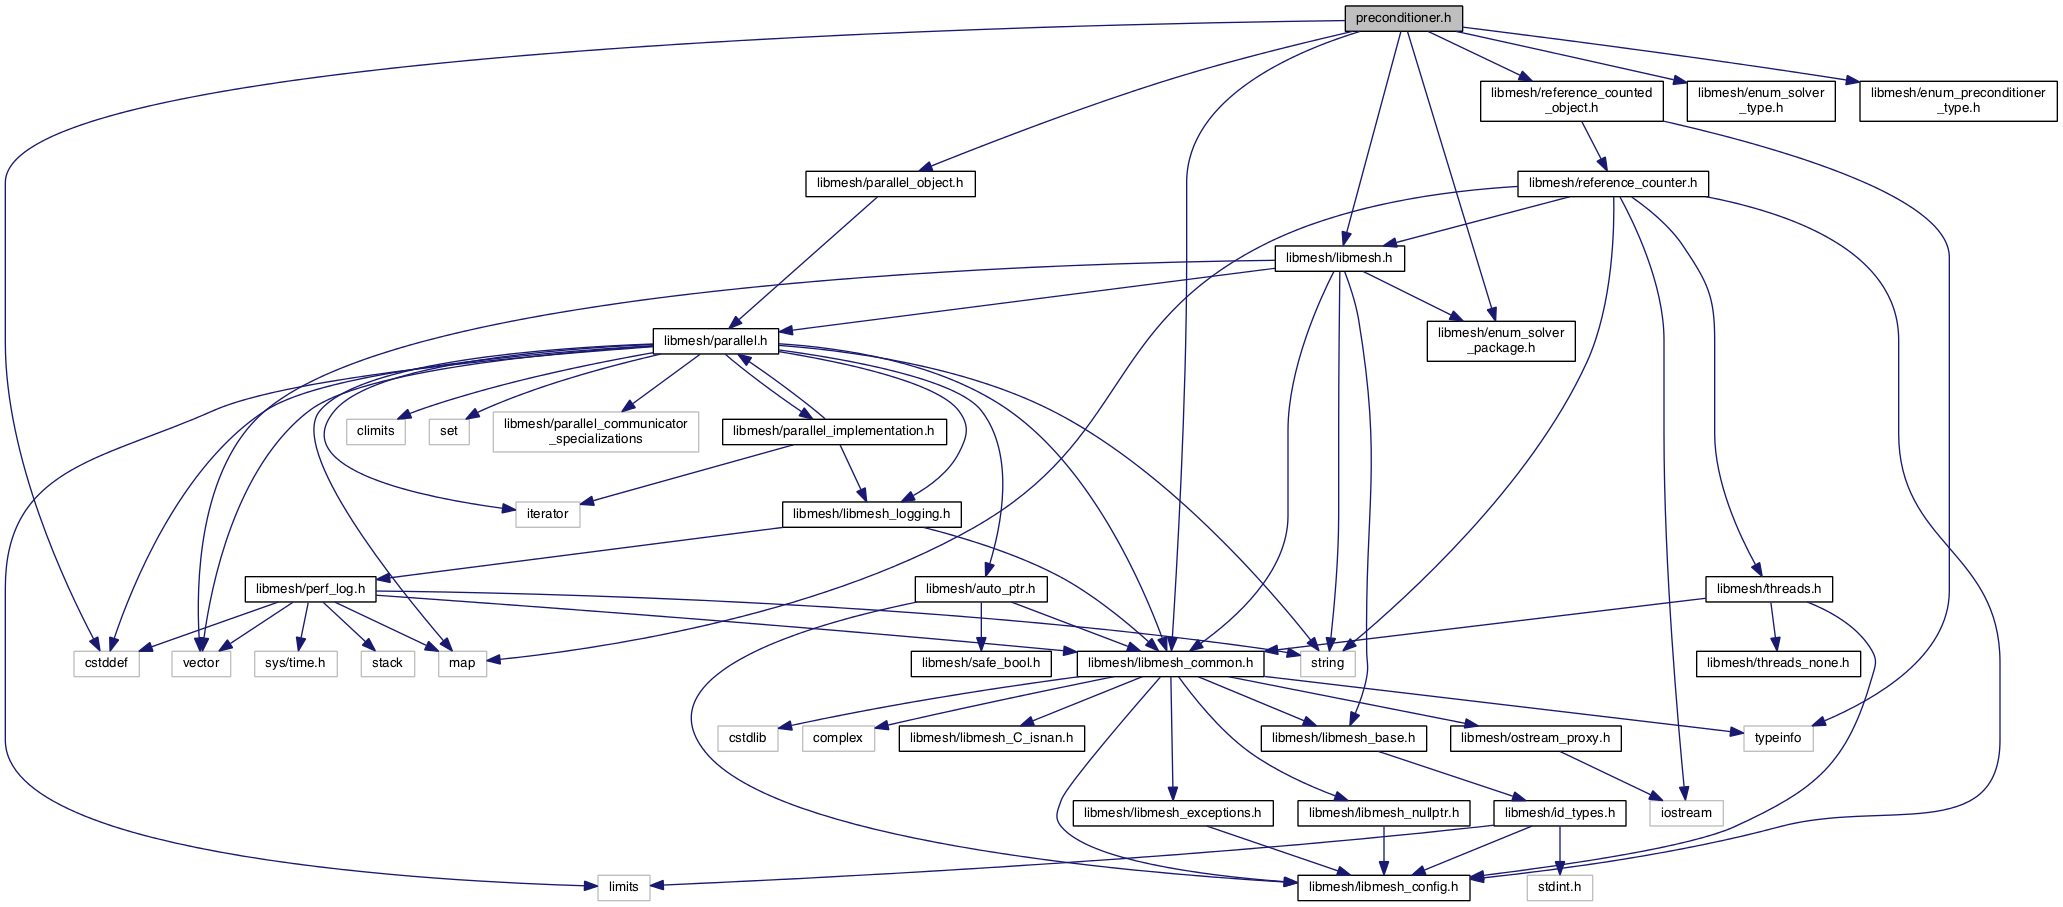 preconditioner.h
libmesh/reference_counted
_object.h
libmesh/enum_solver
_type.h
libmesh/enum_preconditioner
_type.h
libmesh/parallel_object.h
libmesh/reference_counter.h
libmesh/libmesh.h
libmesh/parallel.h
libmesh/enum_solver
_package.h
climits
set
libmesh/parallel_communicator
_specializations
libmesh/parallel_implementation.h
iterator
libmesh/libmesh_logging.h
libmesh/perf_log.h
libmesh/auto_ptr.h
libmesh/threads.h
cstddef
vector
sys/time.h
stack
map
libmesh/safe_bool.h
libmesh/libmesh_common.h
string
libmesh/threads_none.h
cstdlib
complex
libmesh/libmesh_C_isnan.h
libmesh/libmesh_base.h
libmesh/ostream_proxy.h
typeinfo
libmesh/libmesh_exceptions.h
libmesh/libmesh_nullptr.h
libmesh/id_types.h
iostream
limits
libmesh/libmesh_config.h
stdint.h